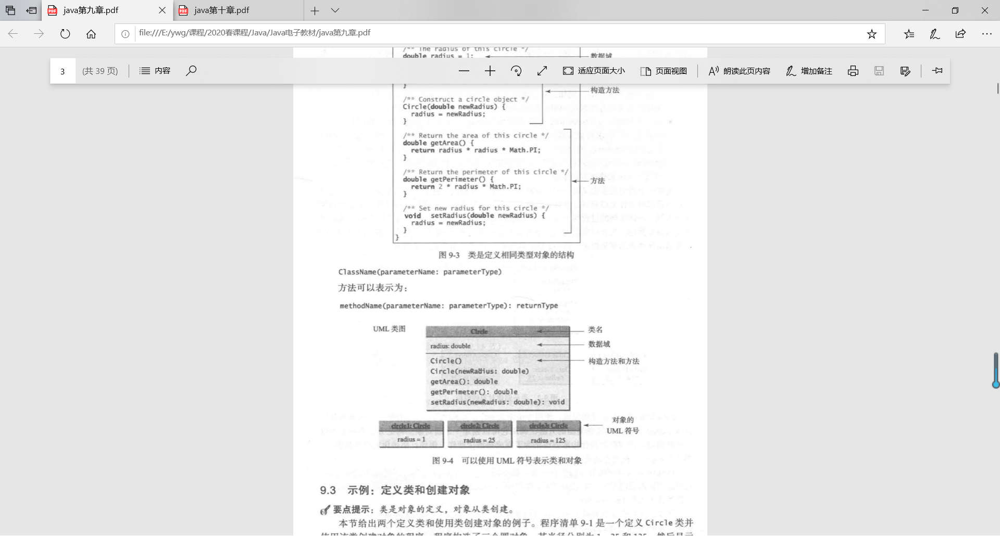 java第九章.pdf
java第十章.pdf
file:///E:/ywg/课程/2020春课程/Java/Java电子教材/java第九章.pdf
/** The radius of this circle */
double radius = 1;
数据域
3
(共 39 页)
内容
适应页面大小
页面视图
朗读此页内容
增加备注
}
构造方法
/** Construct a circle object */
Circle(double newRadius) {
radius = newRadius;
}
/** Return the area of this circle */
double getArea() {
return radius * radius * Math.PI;
}
/** Return the perimeter of this circle */
double getPerimeter() {
方法
return 2 * radius * Math.PI;
}
/** Set new radius for this circle */
void setRadius(double newRadius) {
radius = newRadius;
}
}
图 9-3 类是定义相同类型对象的结构
ClassName(parameterName: parameterType)
方法可以表示为：
methodName(parameterName: parameterType): returnType
UML 类图
Circle
类名
radius: double
数据域
Circle()
构造方法和方法
Circle(newRadius: double)
getArea(): double
getPerimeter(): double
setRadius(newRadius: double): void
circle1: Circle
circle2: Circle
circle3: Circle
对象的
UML 符号
radius = 1
radius = 25
radius = 125
图 9-4 可以使用 UML 符号表示类和对象
9.3 示例：定义类和创建对象
要点提示：类是对象的定义，对象从类创建。
本节给出两个定义类和使用类创建对象的例子。程序清单 9-1 是一个定义 Circle 类并